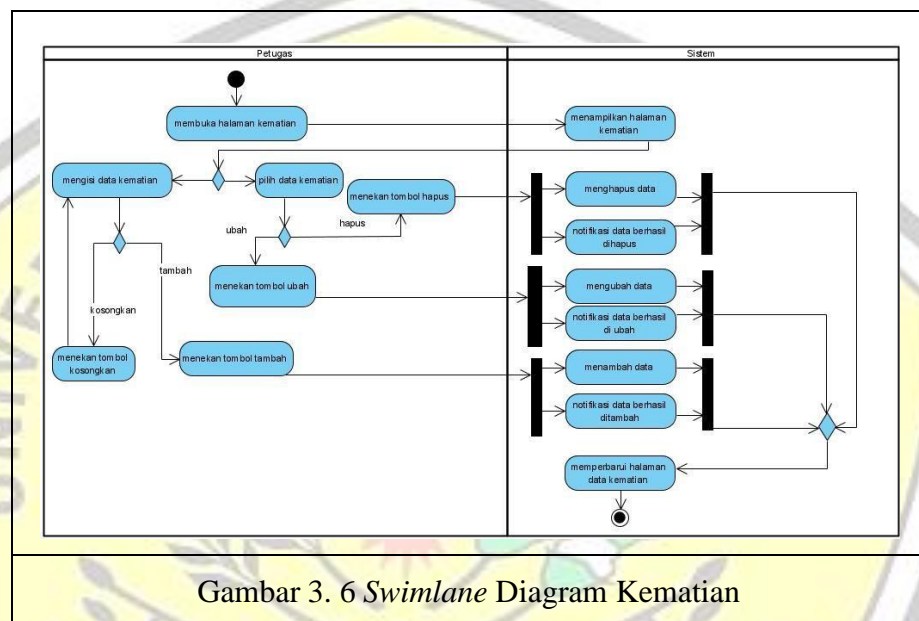 Petugas
Sistem
membuka halaman kematian
menampilkan halaman
kematian
mengisi data kematian
pilih data kematian
menekan tombol hapus
menghapus data
ubah
hapus
notifikasi data berhasil
dihapus
tambah
menekan tombol ubah
mengubah data
notifikasi data berhasil
di ubah
kosongkan
menekan tombol
kosongkan
menekan tombol tambah
menambah data
notifikasi data berhasil
ditambah
memperbarui halaman
data kematian
Gambar 3. 6 Swimlane Diagram Kematian